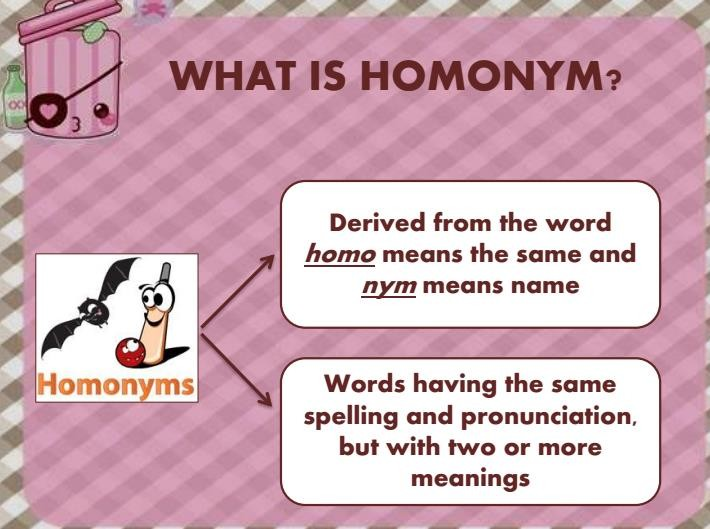 WHAT IS HOMONYM?
Derived from the word
homo means the same and
nym means name
Homonyms
Words having the same
spelling and pronunciation,
but with two or more
meanings